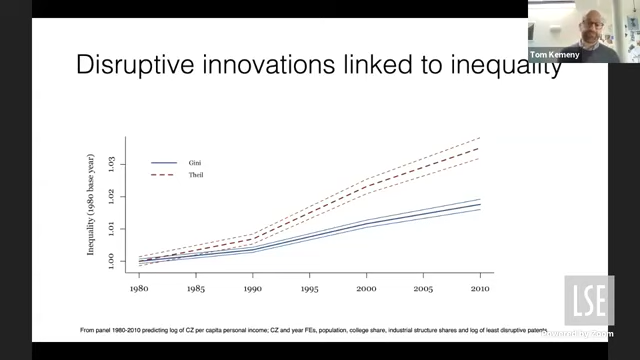 Tom Kemeny
Disruptive innovations linked to inequality
Inequality (1980 base year)
1.03
1.02
1.01
1.00
Gini
Theil
1980 1985 1990 1995 2000 2005 2010
LSE
Powered by Zoom
From panel 1980-2010 predicting log of CZ per capita personal income; CZ and year FEs, population, college share, industrial structure shares and log of least disruptive patents